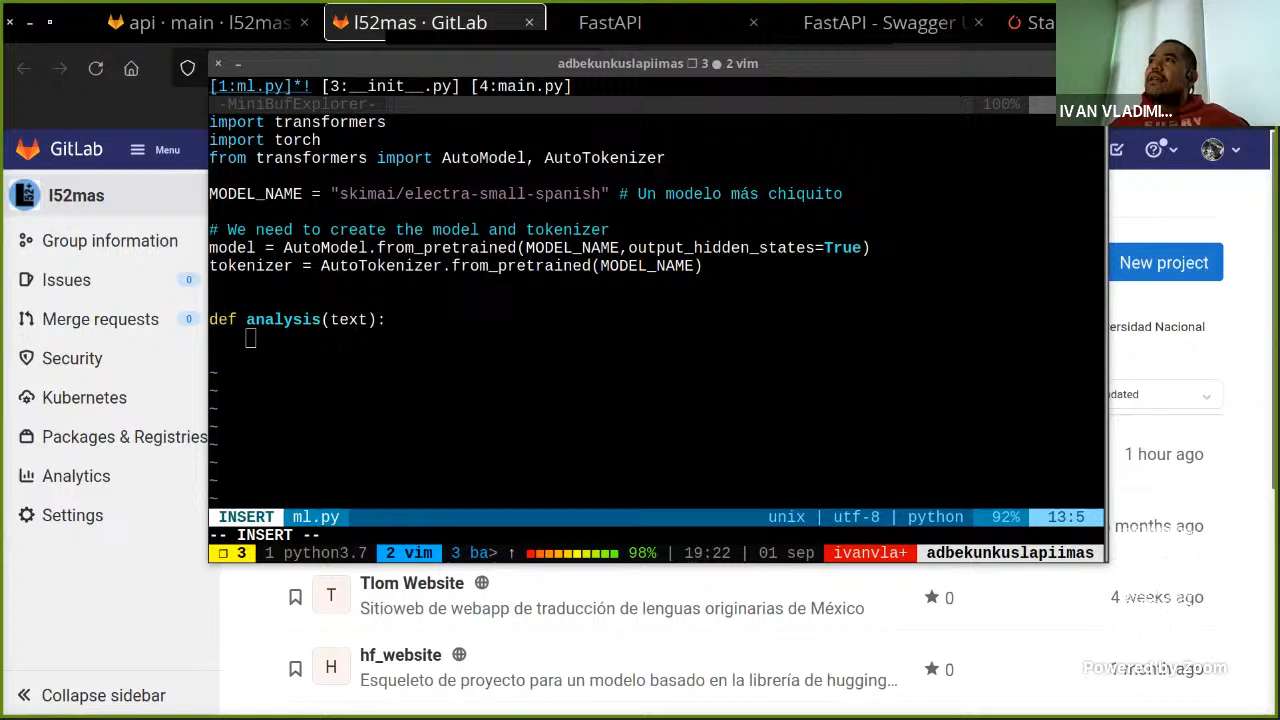 api · main · l52mas
l52mas · GitLab
FastAPI
FastAPI - Swagger
Sta
adbekunkuslapiimas ❐ 3 ● 2 vim
IVAN VLADIMI...
[1:ml.py]*! [3:__init__.py] [4:main.py]
-MiniBufExplorer- 100%
import transformers
import torch
from transformers import AutoModel, AutoTokenizer
MODEL_NAME = "skimai/electra-small-spanish" # Un modelo más chiquito
# We need to create the model and tokenizer
model = AutoModel.from_pretrained(MODEL_NAME,output_hidden_states=True)
tokenizer = AutoTokenizer.from_pretrained(MODEL_NAME)
def analysis(text):
~
~
~
~
~
~
~
~
INSERT ml.py unix | utf-8 | python 92% 13:5
-- INSERT --
❐ 3 1 python3.7 2 vim 3 ba> ↑ 98% | 19:22 | 01 sep ivanvla+ adbekunkuslapiimas
GitLab Menu
l52mas
Group information
Issues 0
Merge requests 0
Security
Kubernetes
Packages & Registries
Analytics
Settings
Collapse sidebar
New project
ersidad Nacional
dated
1 hour ago
months ago
T Tlom Website
Sitioweb de webapp de traducción de lenguas originarias de México
0
4 weeks ago
H hf_website
Esqueleto de proyecto para un modelo basado en la librería de hugging...
0
month ago
Powered by Zoom